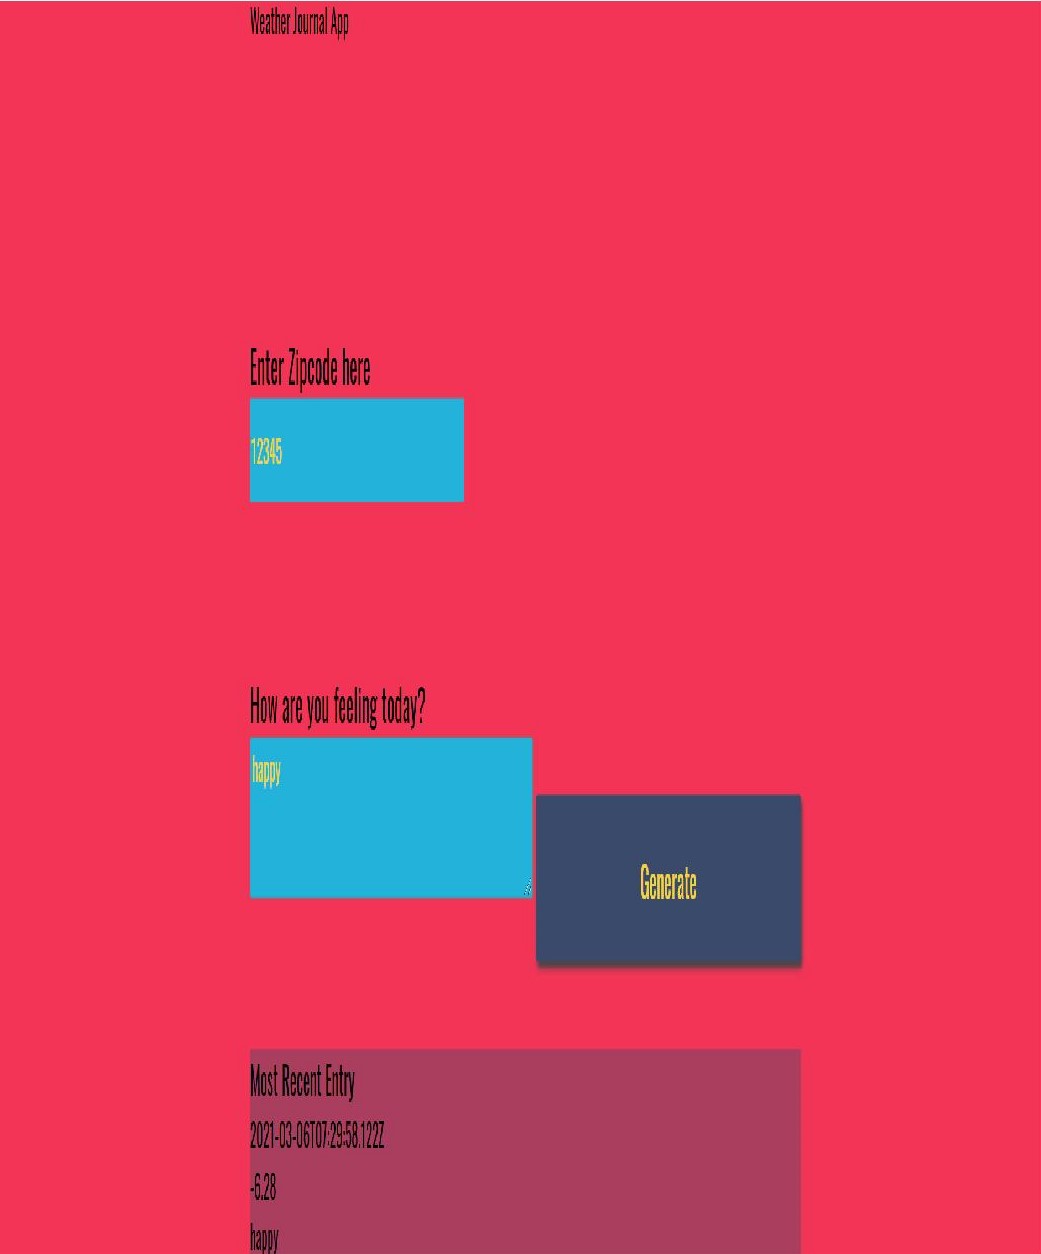 Weather Journal App
Enter Zipcode here
12345
How are you feeling today?
happy
Generate
Most Recent Entry
2021-03-06T07:29:58.122Z
-6.28
happy